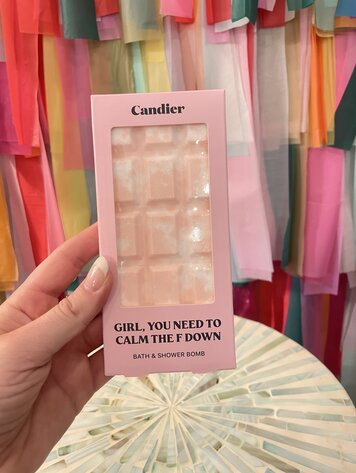 Candier
GIRL, YOU NEED TO
CALM THE F DOWN
BATH & SHOWER BOMB